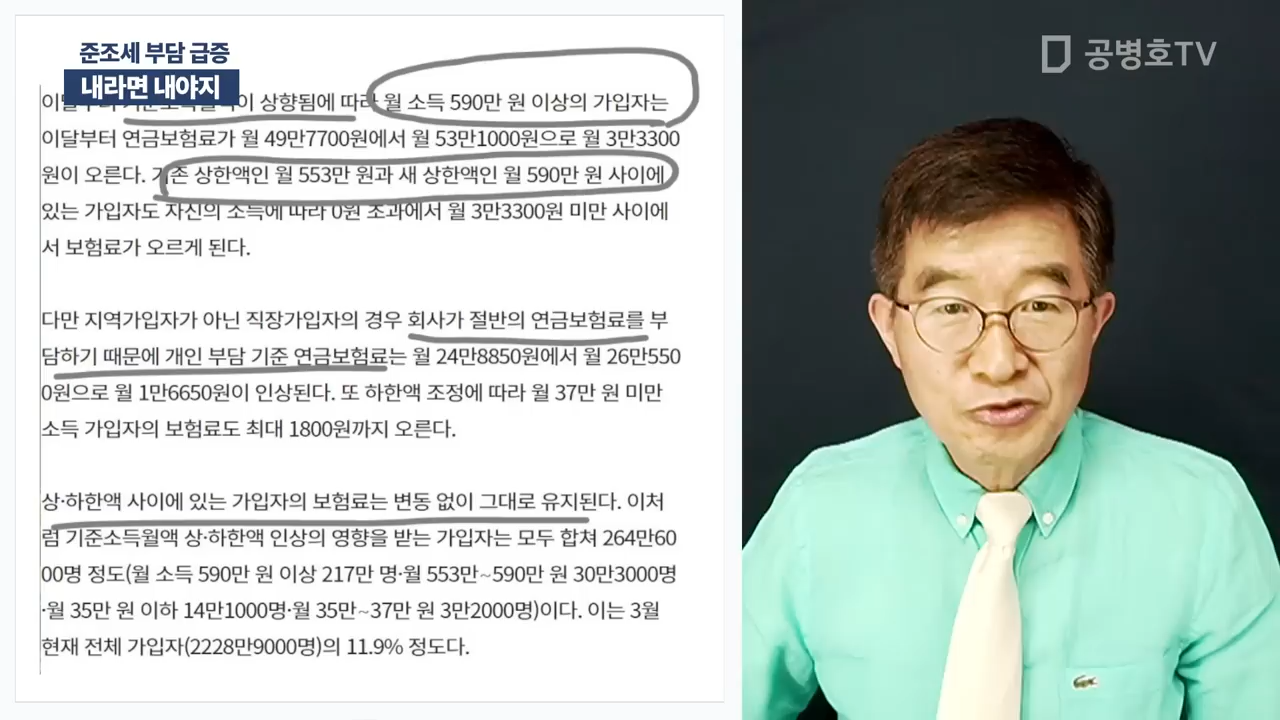 준조세 부담 급증
내라면 내야지
공병호TV
상향됨에 따라 월 소득 590만 원 이상의 가입자는
이달부터 연금보험료가 월 49만7700원에서 월 53만1000원으로 월 3만3300
원이 오른다. 기존 상한액인 월 553만 원과 새 상한액인 월 590만 원 사이에
있는 가입자도 자신의 소득에 따라 0원 초과에서 월 3만3300원 미만 사이에
서 보험료가 오르게 된다.
다만 지역가입자가 아닌 직장가입자의 경우 회사가 절반의 연금보험료를 부
담하기 때문에 개인 부담 기준 연금보험료는 월 24만8850원에서 월 26만550
0원으로 월 1만6650원이 인상된다. 또 하한액 조정에 따라 월 37만 원 미만
소득 가입자의 보험료도 최대 1800원까지 오른다.
상·하한액 사이에 있는 가입자의 보험료는 변동 없이 그대로 유지된다. 이처
럼 기준소득월액 상·하한액 인상의 영향을 받는 가입자는 모두 합쳐 264만60
00명 정도(월 소득 590만 원 이상 217만 명·월 553만~590만 원 30만3000명
·월 35만 원 이하 14만1000명·월 35만~37만 원 3만2000명)이다. 이는 3월
현재 전체 가입자(2228만9000명)의 11.9% 정도다.